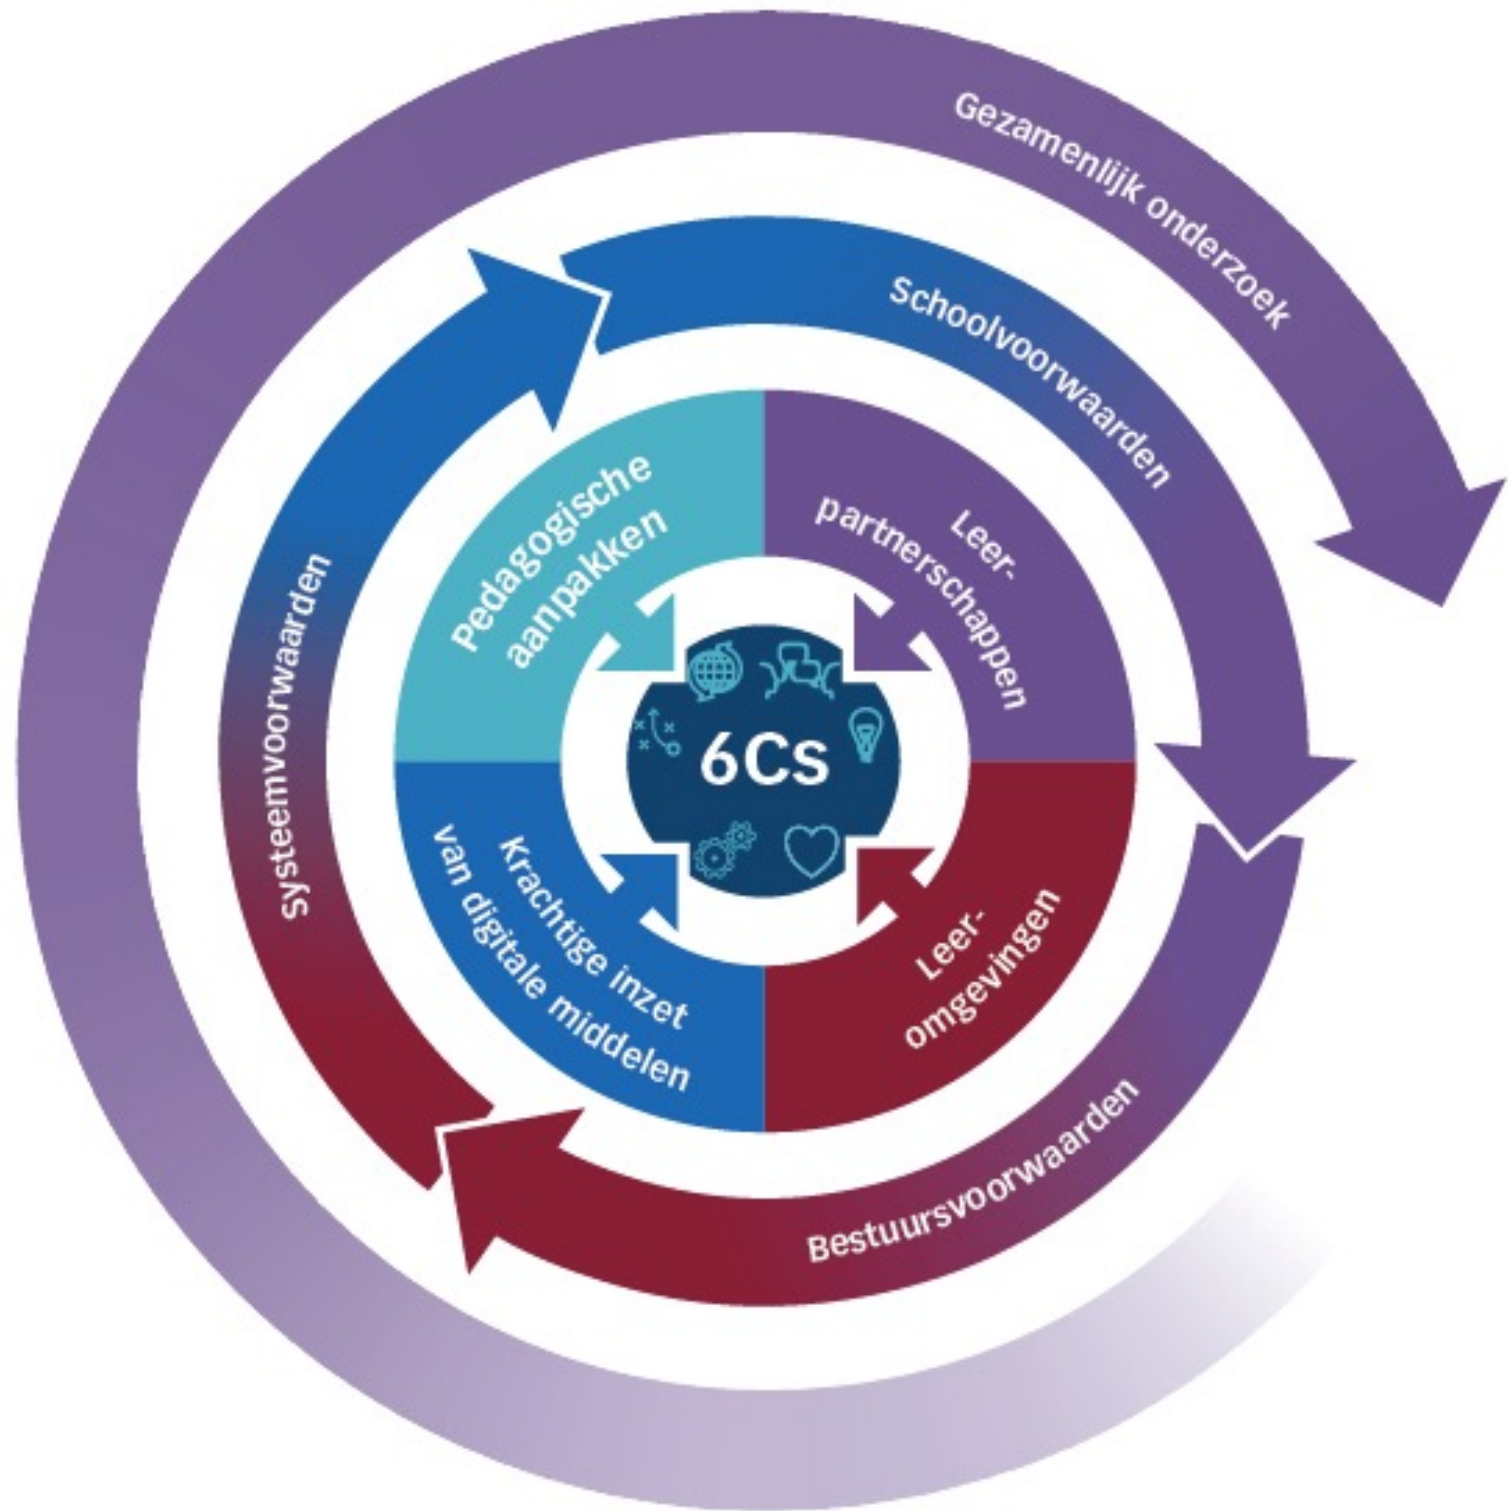 Gezamenlijk onderzoek
Schoolvoorwaarden
Systeemvoorwaarden
Bestuursvoorwaarden
Pedagogische
aanpakken
Leer-
partnerschappen
6Cs
Krachtige inzet
van digitale middelen
Leer-
omgevingen